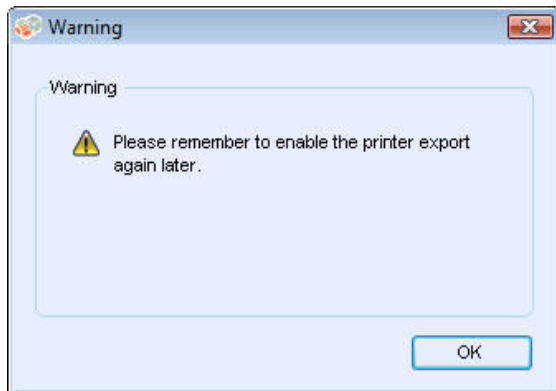 Warning
Warning
Please remember to enable the printer export
again later.
OK